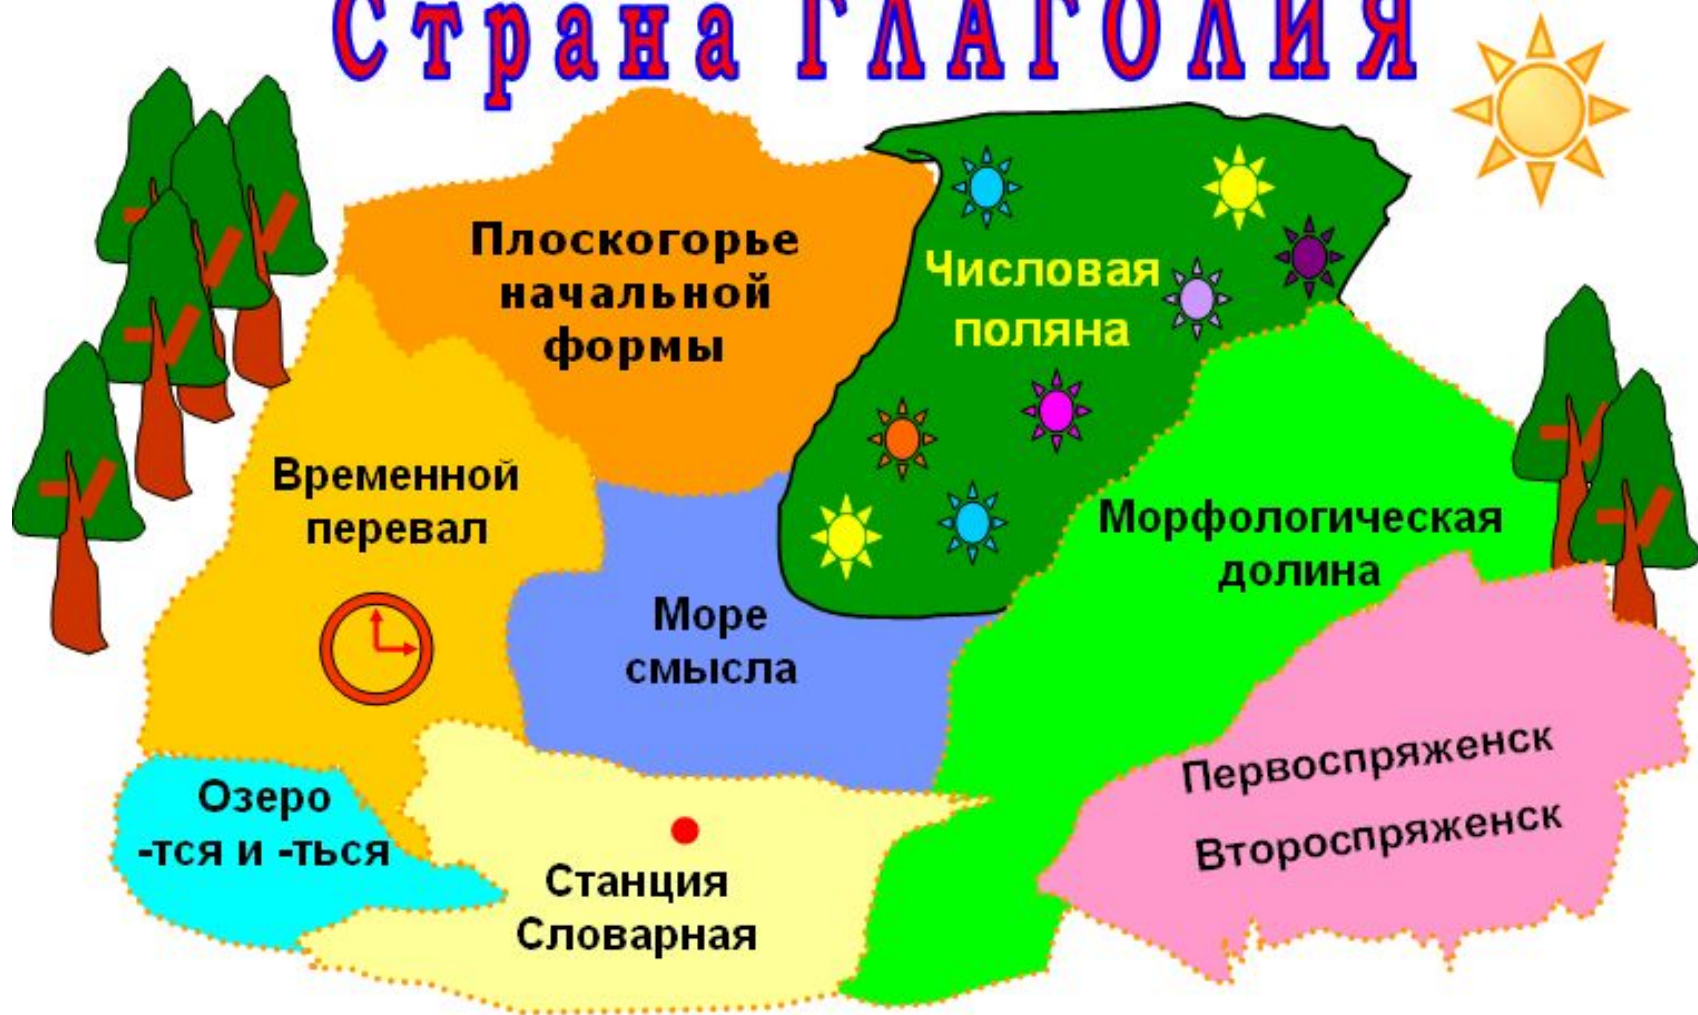 Страна ГЛАГОЛИЯ
Плоскогорье
начальной
формы
Числовая
поляна
Временной
перевал
Морфологическая
долина
Море
смысла
Первоспряженск
Второспряженск
Озеро
-тся и -ться
Станция
Словарная